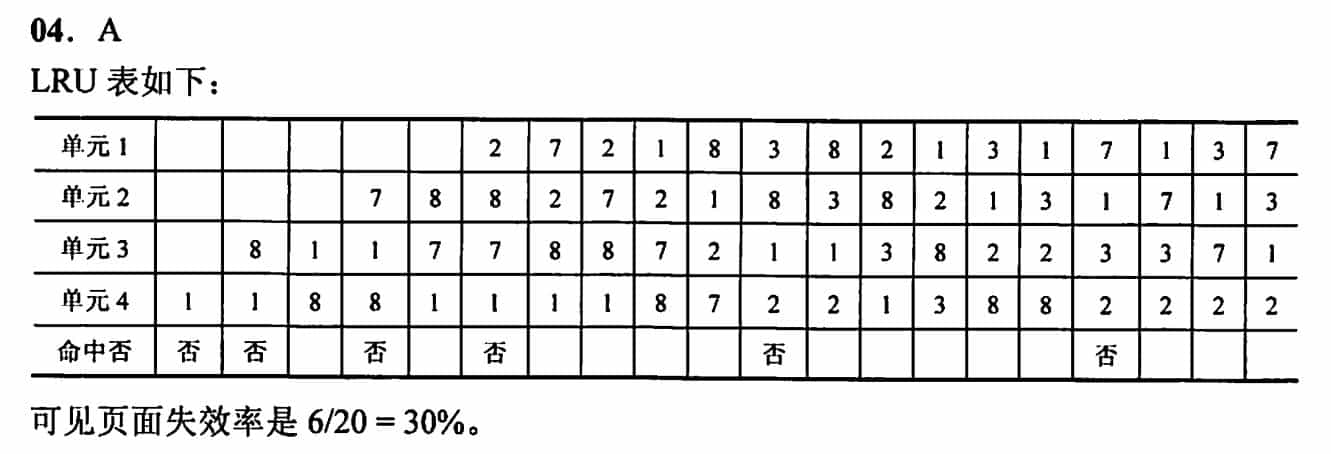 04. A
LRU 表如下：
单元 1 2 7 2 1 8 3 8 2 1 3 1 7 1 3 7
单元 2 7 8 8 2 7 2 1 8 3 8 2 1 3 1 7 1 3
单元 3 8 1 1 7 7 8 8 7 2 1 1 3 8 2 2 3 3 7 1
单元 4 1 1 8 8 1 1 1 1 8 7 2 2 1 3 8 8 2 2 2 2
命中否 否 否 否 否 否 否
可见页面失效率是 6/20 = 30%。